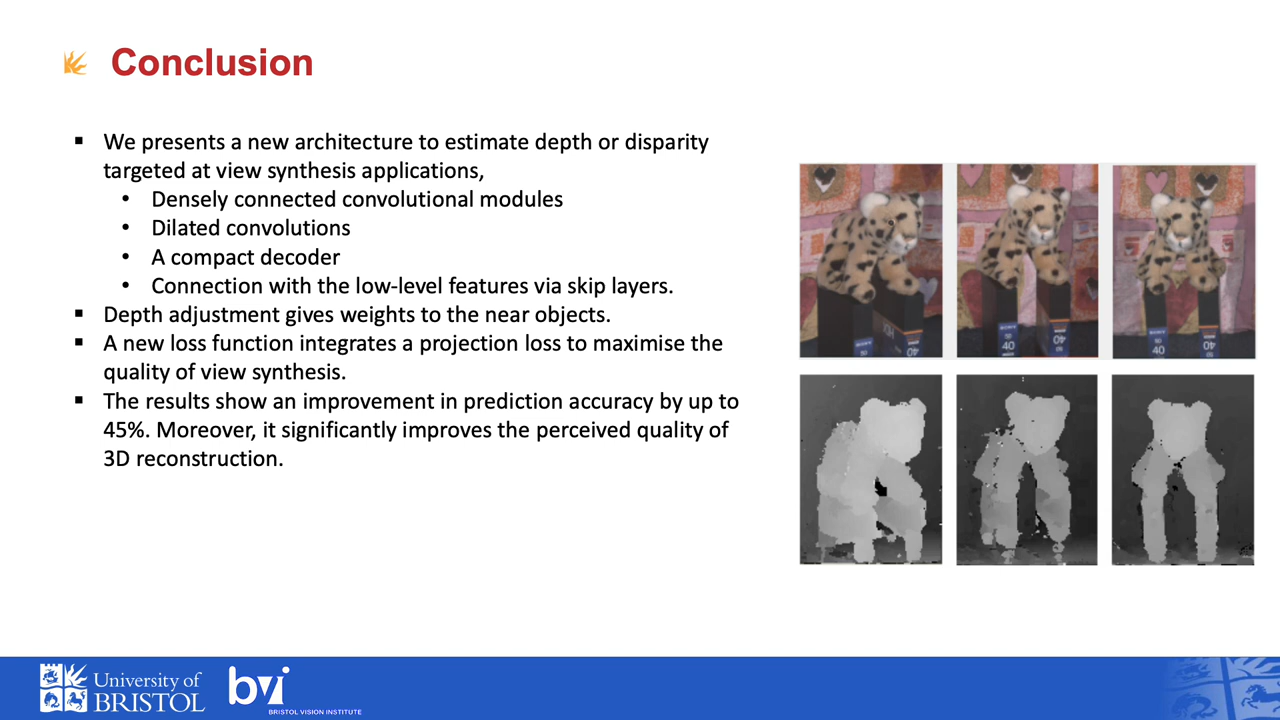 Conclusion
We presents a new architecture to estimate depth or disparity
targeted at view synthesis applications,
Densely connected convolutional modules
Dilated convolutions
A compact decoder
Connection with the low-level features via skip layers.
Depth adjustment gives weights to the near objects.
A new loss function integrates a projection loss to maximise the
quality of view synthesis.
The results show an improvement in prediction accuracy by up to
45%. Moreover, it significantly improves the perceived quality of
3D reconstruction.
40
40
University of
BRISTOL
bvi
BRISTOL VISION INSTITUTE